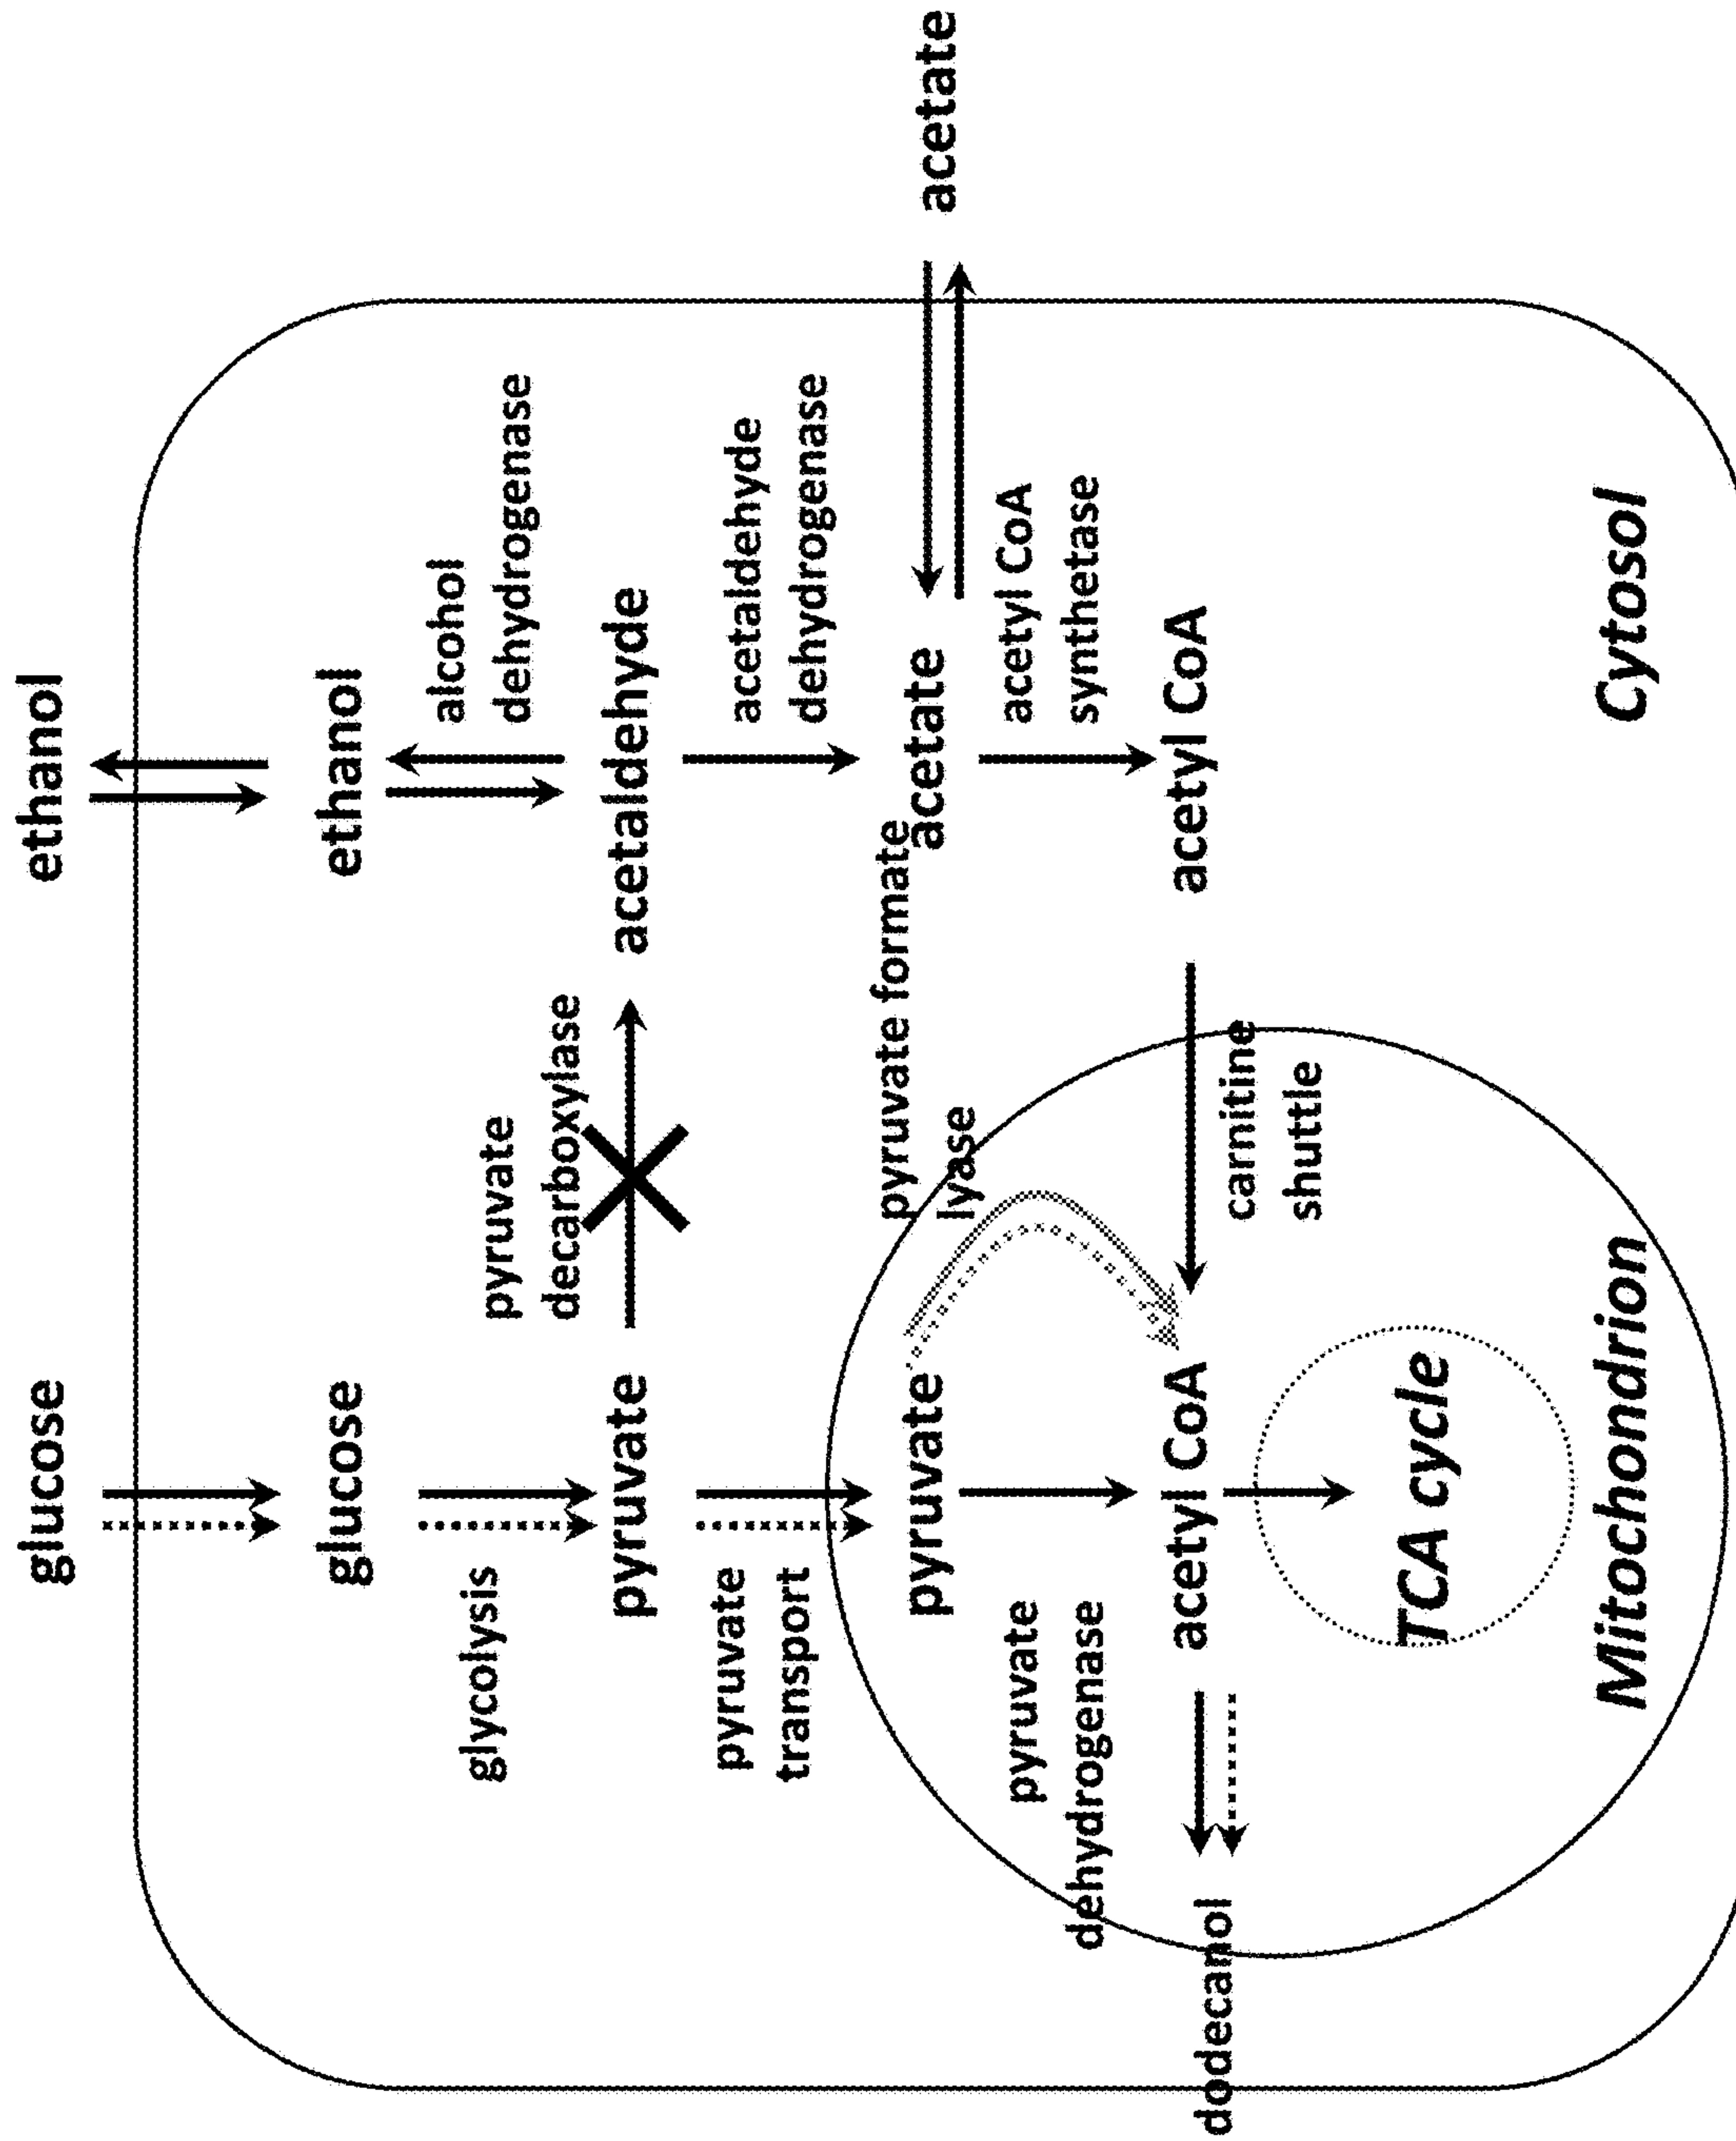 glucose
ethanol
glucose
ethanol
glycolysis
pyruvate
decarboxylase
alcohol
dehydrogenase
pyruvate
acetaldehyde
pyruvate
transport
acetaldehyde
dehydrogenase
pyruvate formate
lyase
pyruvate
acetate
acetate
pyruvate
dehydrogenase
acetyl CoA
synthetase
dodecanol
acetyl CoA
acetyl CoA
carnitine
shuttle
TCA cycle
Mitochondrion
Cytosol